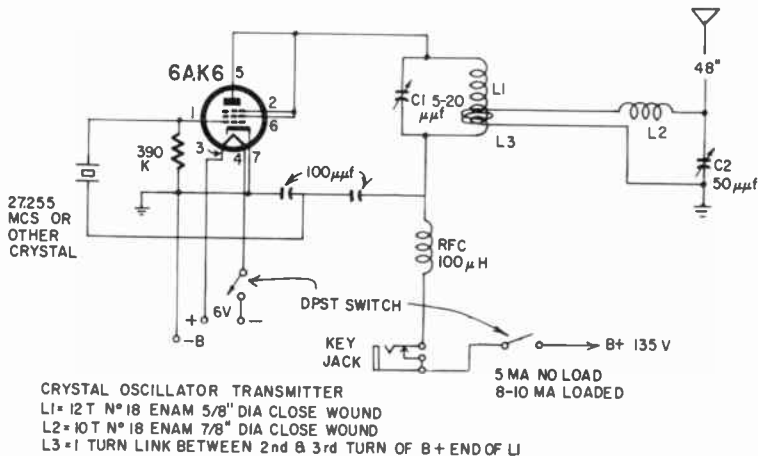 6AK6
5
2
6
1
3
4
7
390
K
27.255
MCS OR
OTHER
CRYSTAL
100µµf
C1 5-20
µµf
L1
L3
L2
48"
C2
50µµf
RFC
100µH
DPST SWITCH
6V
+
–
-B
KEY
JACK
B+ 135 V
5 MA NO LOAD
8-10 MA LOADED
CRYSTAL OSCILLATOR TRANSMITTER
L1= 12 T Nº 18 ENAM 5/8" DIA CLOSE WOUND
L2= 10 T Nº 18 ENAM 7/8" DIA CLOSE WOUND
L3 = 1 TURN LINK BETWEEN 2nd & 3rd TURN OF B+ END OF L1